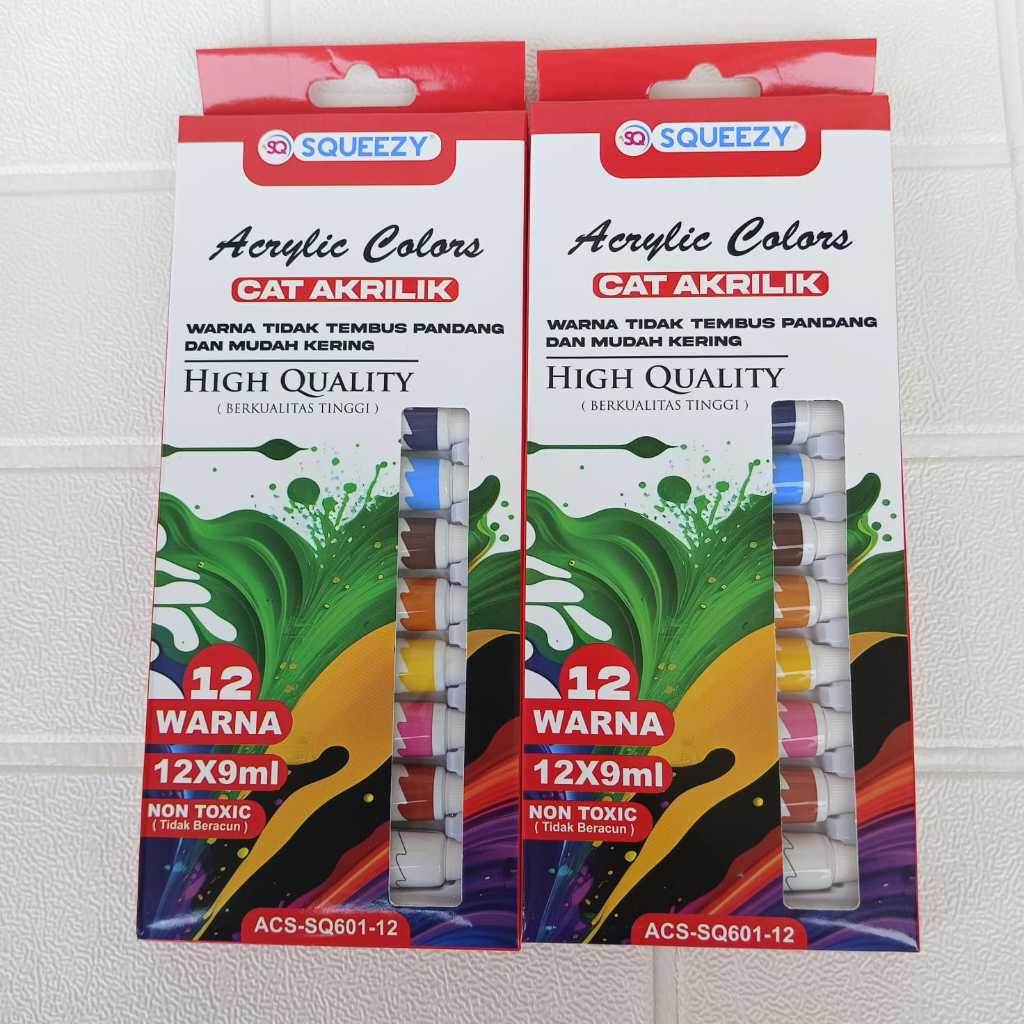 SQ SQUEEZY®
Acrylic Colors
CAT AKRILIK
WARNA TIDAK TEMBUS PANDANG
DAN MUDAH KERING
HIGH QUALITY
( BERKUALITAS TINGGI )
12
WARNA
12X9ml
NON TOXIC
( Tidak Beracun )
ACS-SQ601-12
SQ SQUEEZY®
Acrylic Colors
CAT AKRILIK
WARNA TIDAK TEMBUS PANDANG
DAN MUDAH KERING
HIGH QUALITY
( BERKUALITAS TINGGI )
12
WARNA
12X9ml
NON TOXIC
( Tidak Beracun )
ACS-SQ601-12